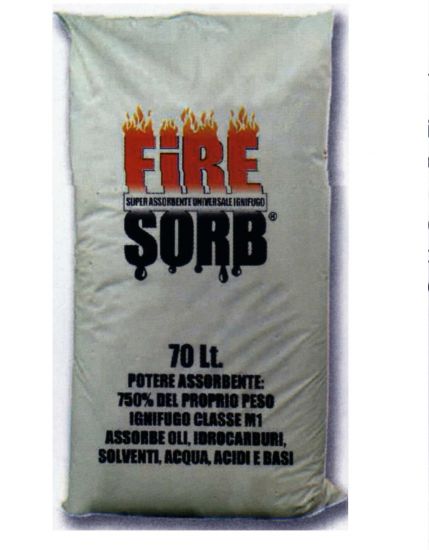 FiRE
SUPER ASSORBENTE UNIVERSALE IGNIFUGO
SORB®
70 Lt.
POTERE ASSORBENTE:
750% DEL PROPRIO PESO
IGNIFUGO CLASSE M1
ASSORBE OLI, IDROCARBURI,
SOLVENTI, ACQUA, ACIDI E BASI